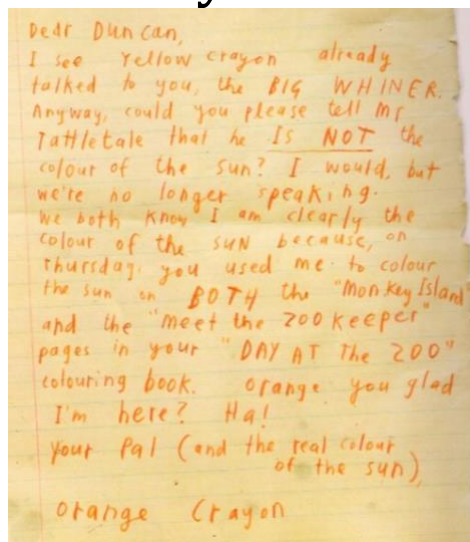 Dear Duncan,
I see Yellow crayon already
talked to you, the BIG WHINER.
Anyway, could you please tell Mr
Tattletale that he IS NOT the
colour of the sun? I would, but
we're no longer speaking.
We both know I am clearly the
colour of the sun because, on
Thursday, you used me to colour
the sun on BOTH the "Monkey Island"
and the "meet the zookeeper"
pages in your "DAY AT The ZOO"
colouring book. orange you glad
I'm here? Ha!
Your Pal (and the real colour
of the sun),
orange Crayon